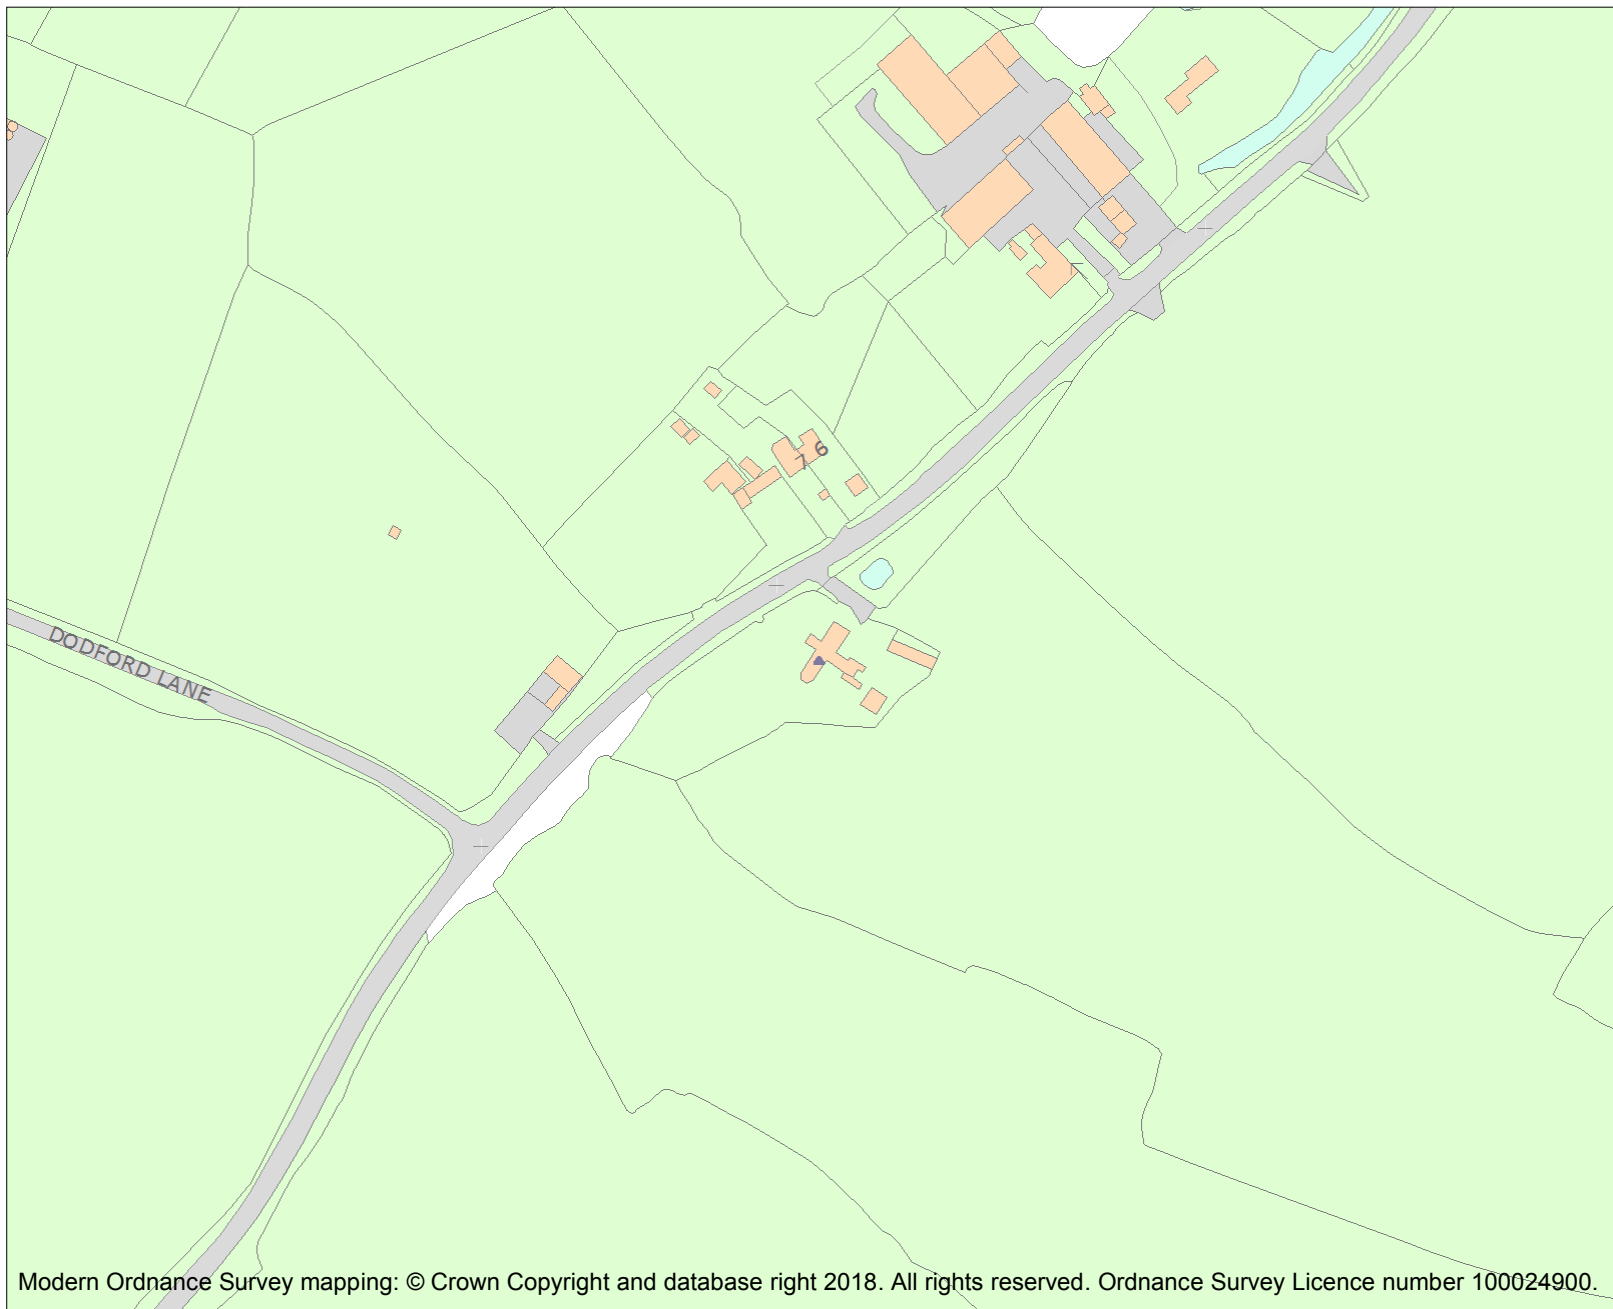 7 6
DODFORD LANE
Modern Ordnance Survey mapping: © Crown Copyright and database right 2018. All rights reserved. Ordnance Survey Licence number 100024900.